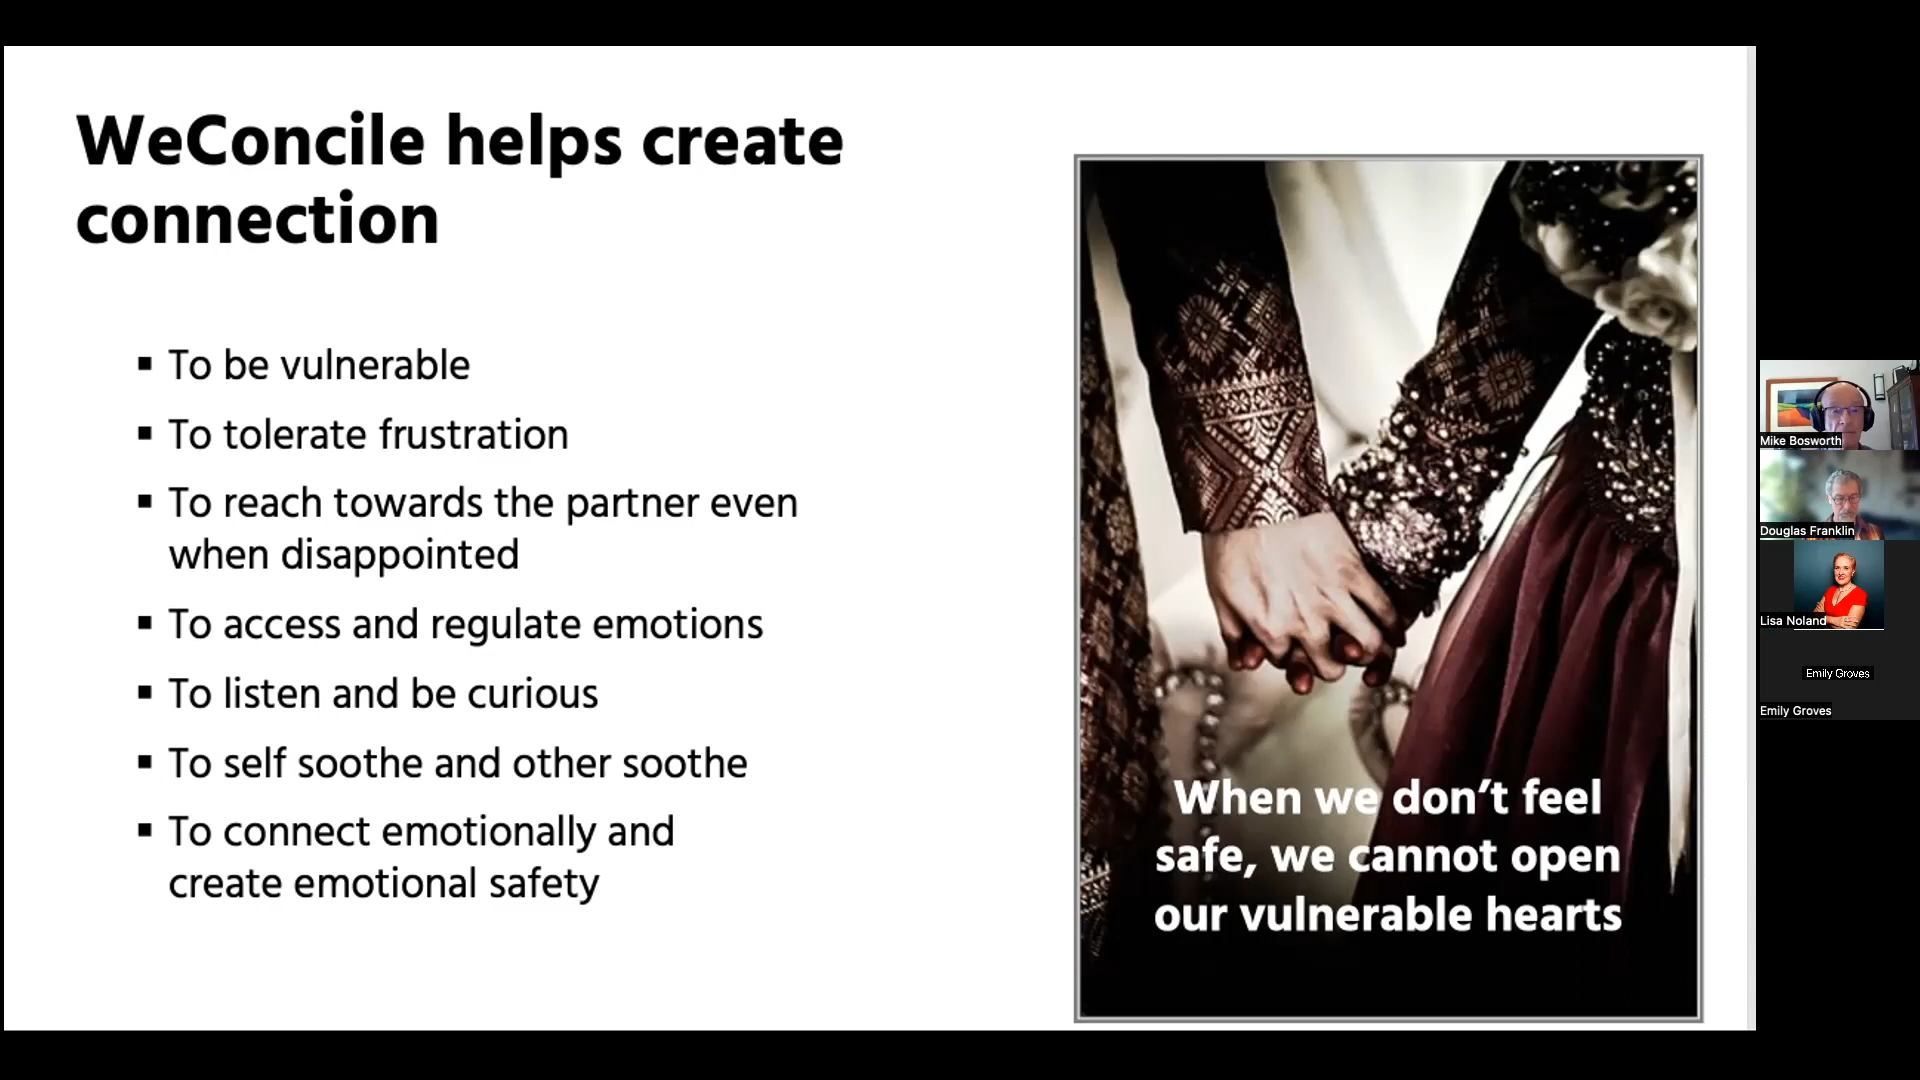 WeConcile helps create
connection
▪ To be vulnerable
▪ To tolerate frustration
▪ To reach towards the partner even
when disappointed
▪ To access and regulate emotions
▪ To listen and be curious
▪ To self soothe and other soothe
▪ To connect emotionally and
create emotional safety
When we don’t feel
safe, we cannot open
our vulnerable hearts
Mike Bosworth
Douglas Franklin
Lisa Noland
Emily Groves
Emily Groves